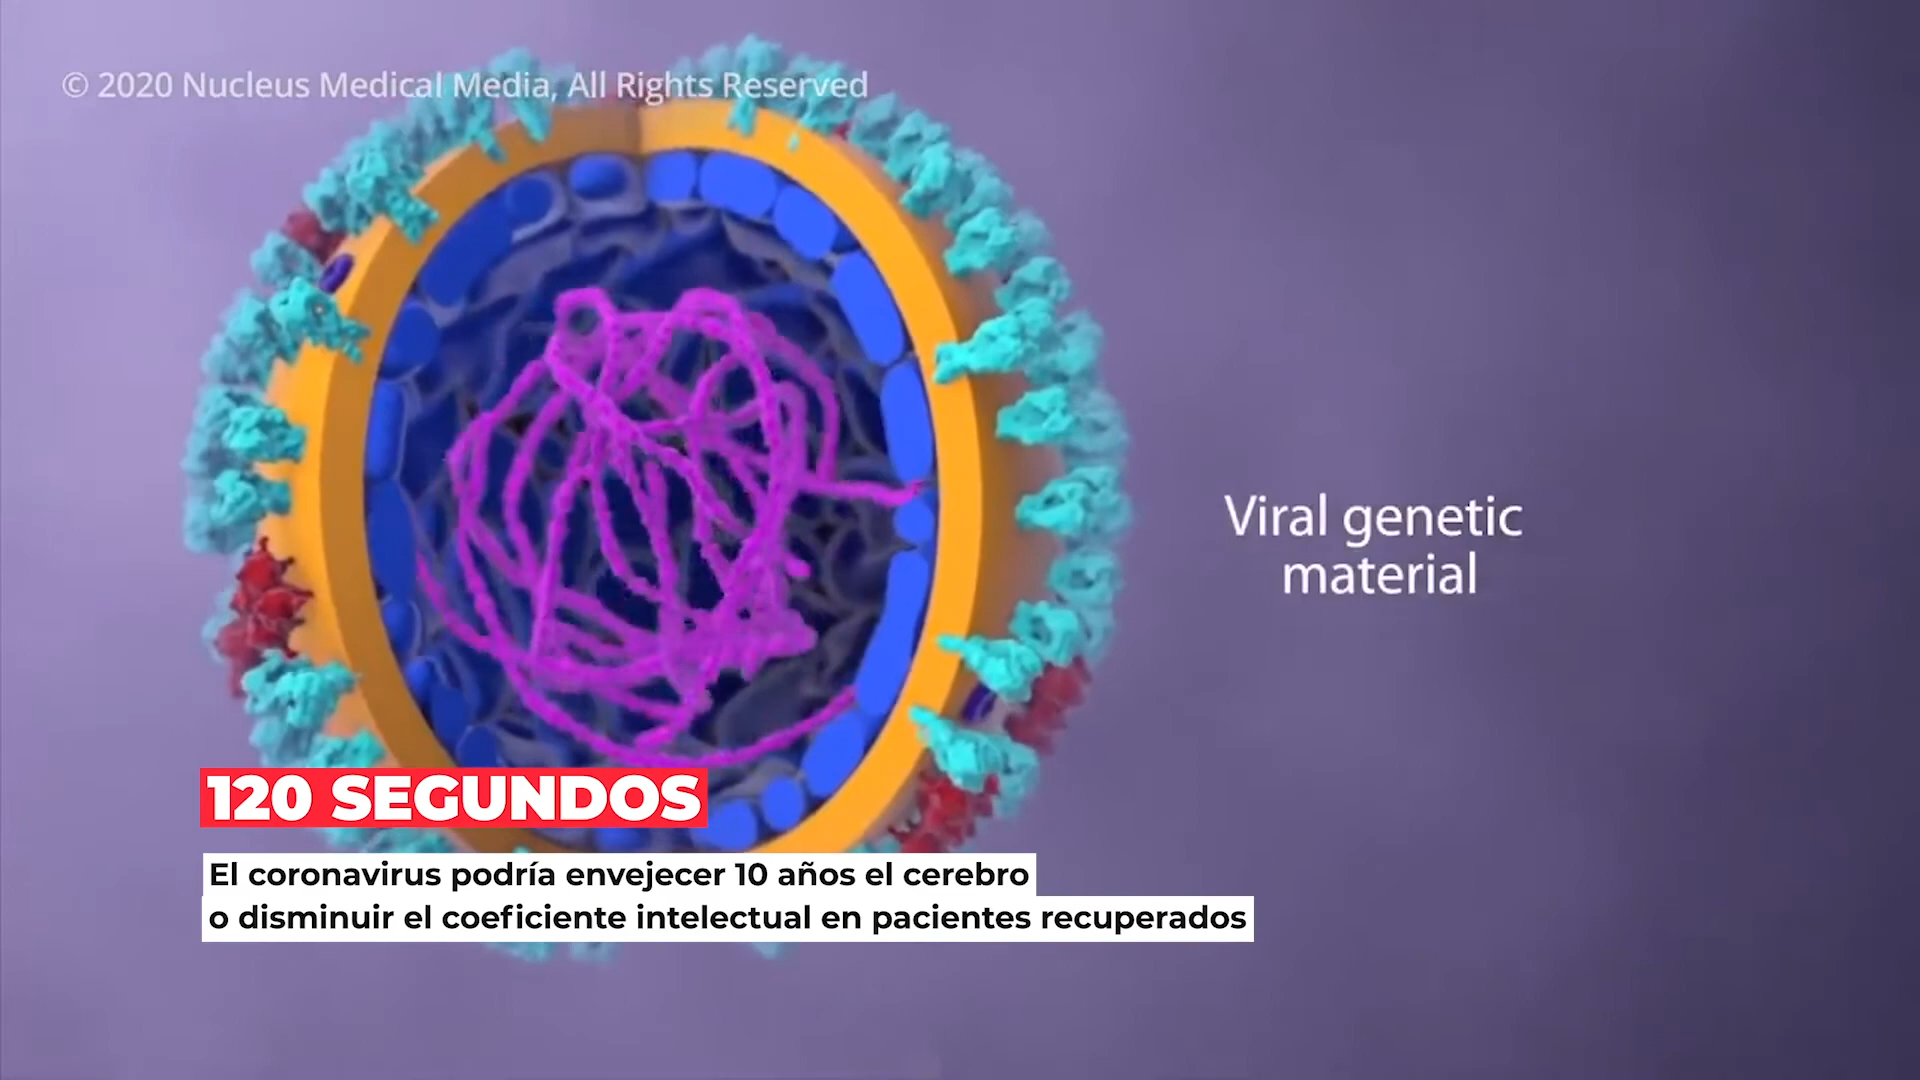 © 2020 Nucleus Medical Media, All Rights Reserved
Viral genetic
material
120 SEGUNDOS
El coronavirus podría envejecer 10 años el cerebro
o disminuir el coeficiente intelectual en pacientes recuperados